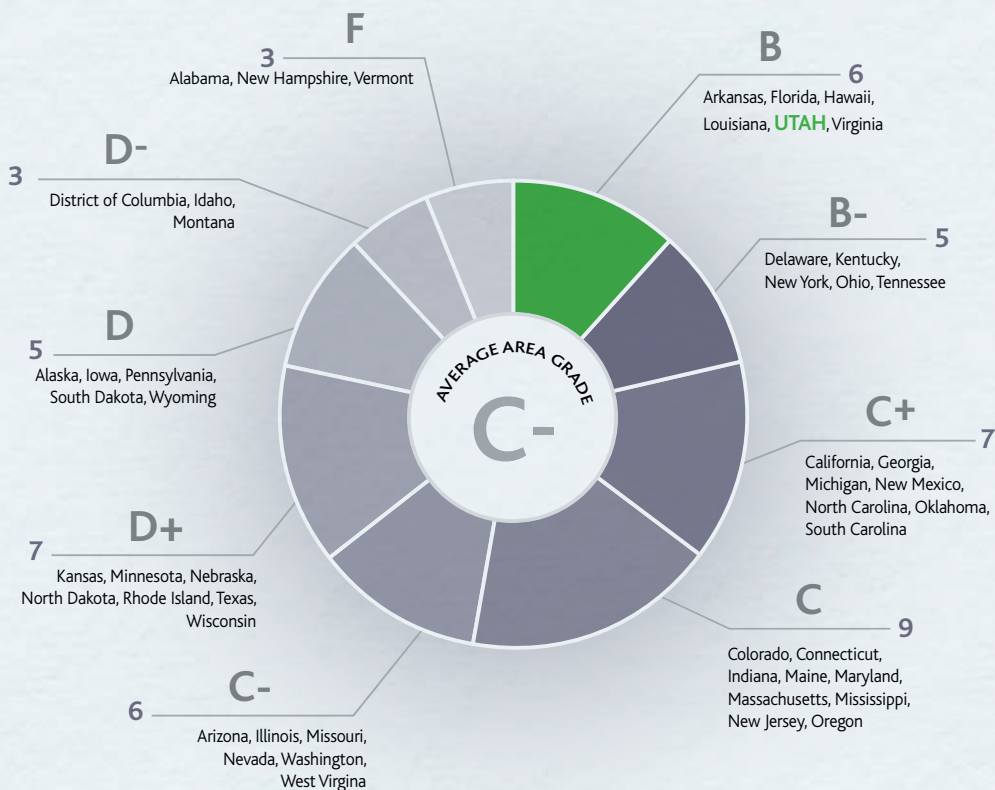 F
3
Alabama, New Hampshire, Vermont
B
6
Arkansas, Florida, Hawaii,
Louisiana, UTAH, Virginia
D-
3
District of Columbia, Idaho,
Montana
B-
5
Delaware, Kentucky,
New York, Ohio, Tennessee
D
5
Alaska, Iowa, Pennsylvania,
South Dakota, Wyoming
AVERAGE AREA GRADE
C-
C+
7
California, Georgia,
Michigan, New Mexico,
North Carolina, Oklahoma,
South Carolina
D+
7
Kansas, Minnesota, Nebraska,
North Dakota, Rhode Island, Texas,
Wisconsin
C
9
Colorado, Connecticut,
Indiana, Maine, Maryland,
Massachusetts, Mississippi,
New Jersey, Oregon
C-
6
Arizona, Illinois, Missouri,
Nevada, Washington,
West Virgina